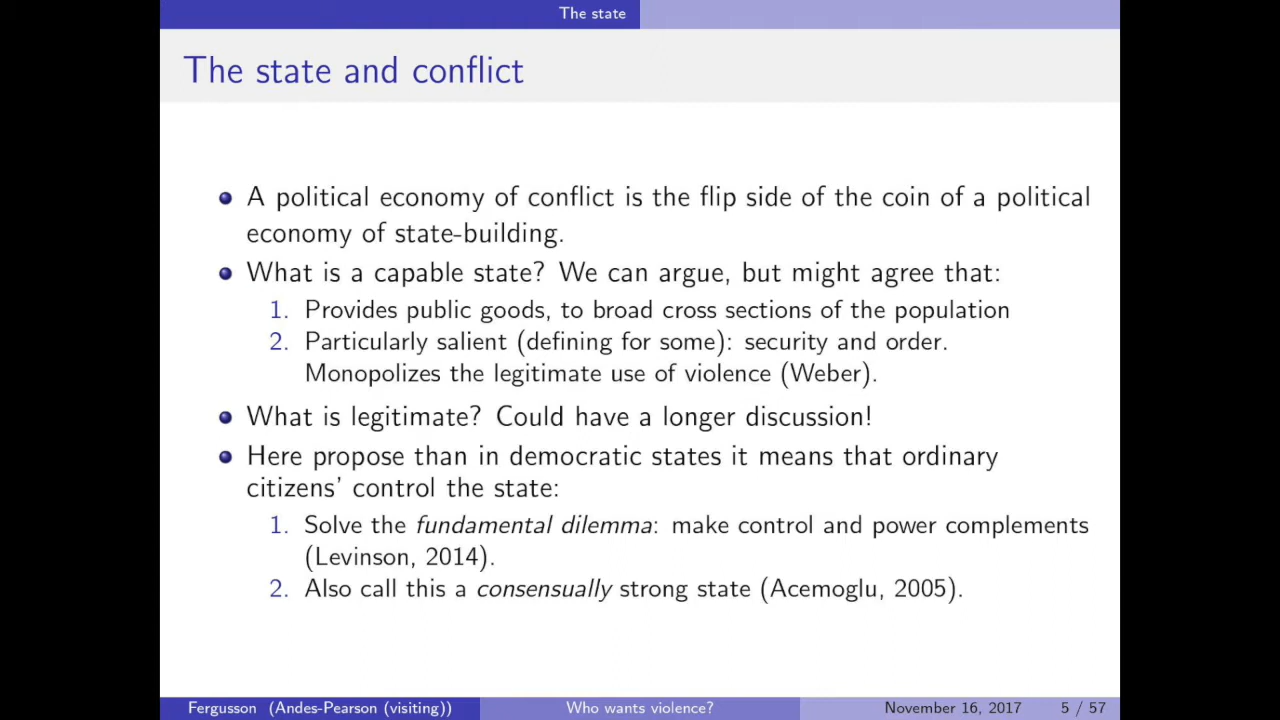 The state
The state and conflict
A political economy of conflict is the flip side of the coin of a political
economy of state-building.
What is a capable state? We can argue, but might agree that:
1. Provides public goods, to broad cross sections of the population
2. Particularly salient (defining for some): security and order.
Monopolizes the legitimate use of violence (Weber).
What is legitimate? Could have a longer discussion!
Here propose than in democratic states it means that ordinary
citizens' control the state:
1. Solve the fundamental dilemma: make control and power complements
(Levinson, 2014).
2. Also call this a consensually strong state (Acemoglu, 2005).
Fergusson (Andes-Pearson (visiting)) Who wants violence? November 16, 2017 5 / 57